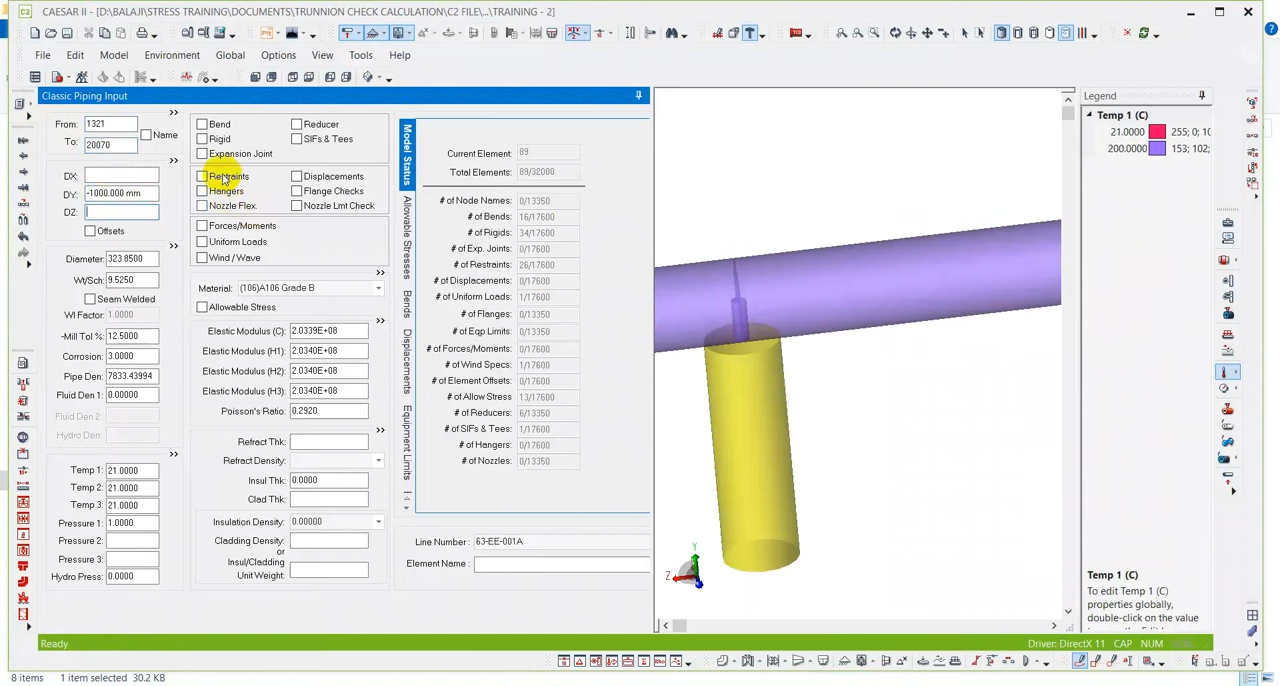 CAESAR II - [D:\BALAJI\STRESS TRAINING\DOCUMENTS\TRUNNION CHECK CALCULATION\C2 FILE\...\TRAINING - 2]
File Edit Model Environment Global Options View Tools Help
Classic Piping Input
From: 1321
To: 20070
Name
DX:
DY: -1000.000 mm
DZ:
Offsets
Diameter: 323.8500
Wt/Sch: 9.5250
Seam Welded
WI Factor: 1.0000
-Mill Tol %: 12.5000
Corrosion: 3.0000
Pipe Den: 7833.43994
Fluid Den 1: 0.00000
Fluid Den 2:
Hydro Den:
Temp 1: 21.0000
Temp 2: 21.0000
Temp 3: 21.0000
Pressure 1: 1.0000
Pressure 2:
Pressure 3:
Hydro Press: 0.0000
Bend Reducer
Rigid SIFs & Tees
Expansion Joint
Restraints Displacements
Hangers Flange Checks
Nozzle Flex. Nozzle Lmt Check
Forces/Moments
Uniform Loads
Wind / Wave
Material: (106)A106 Grade B
Allowable Stress
Elastic Modulus (C): 2.0339E+08
Elastic Modulus (H1): 2.0340E+08
Elastic Modulus (H2): 2.0340E+08
Elastic Modulus (H3): 2.0340E+08
Poisson's Ratio: 0.2920
Refract Thk:
Refract Density:
Insul Thk: 0.0000
Clad Thk:
Insulation Density: 0.00000
Cladding Density:
or
Insul/Cladding
Unit Weight:
Model Status
Allowable Stresses
Bends
Displacements
Equipment Limits
Current Element: 89
Total Elements: 89/32000
# of Node Names: 0/13350
# of Bends: 16/17600
# of Rigids: 34/17600
# of Exp. Joints: 0/17600
# of Restraints: 26/17600
# of Displacements: 0/17600
# of Uniform Loads: 1/17600
# of Flanges: 0/13350
# of Eqp Limits: 0/13350
# of Forces/Moments: 0/17600
# of Wind Specs: 1/17600
# of Element Offsets: 0/17600
# of Allow Stress 13/17600
# of Reducers: 6/13350
# of SIFs & Tees: 1/17600
# of Hangers: 0/17600
# of Nozzles: 0/13350
Line Number: 63-EE-001A
Element Name:
Y
Z
Legend
Temp 1 (C)
21.0000 255; 0; 10
200.0000 153; 102;
Temp 1 (C)
To edit Temp 1 (C)
properties globally,
double-click on the value
Ready
Driver: DirectX 11 CAP NUM
8 items 1 item selected 30.2 KB